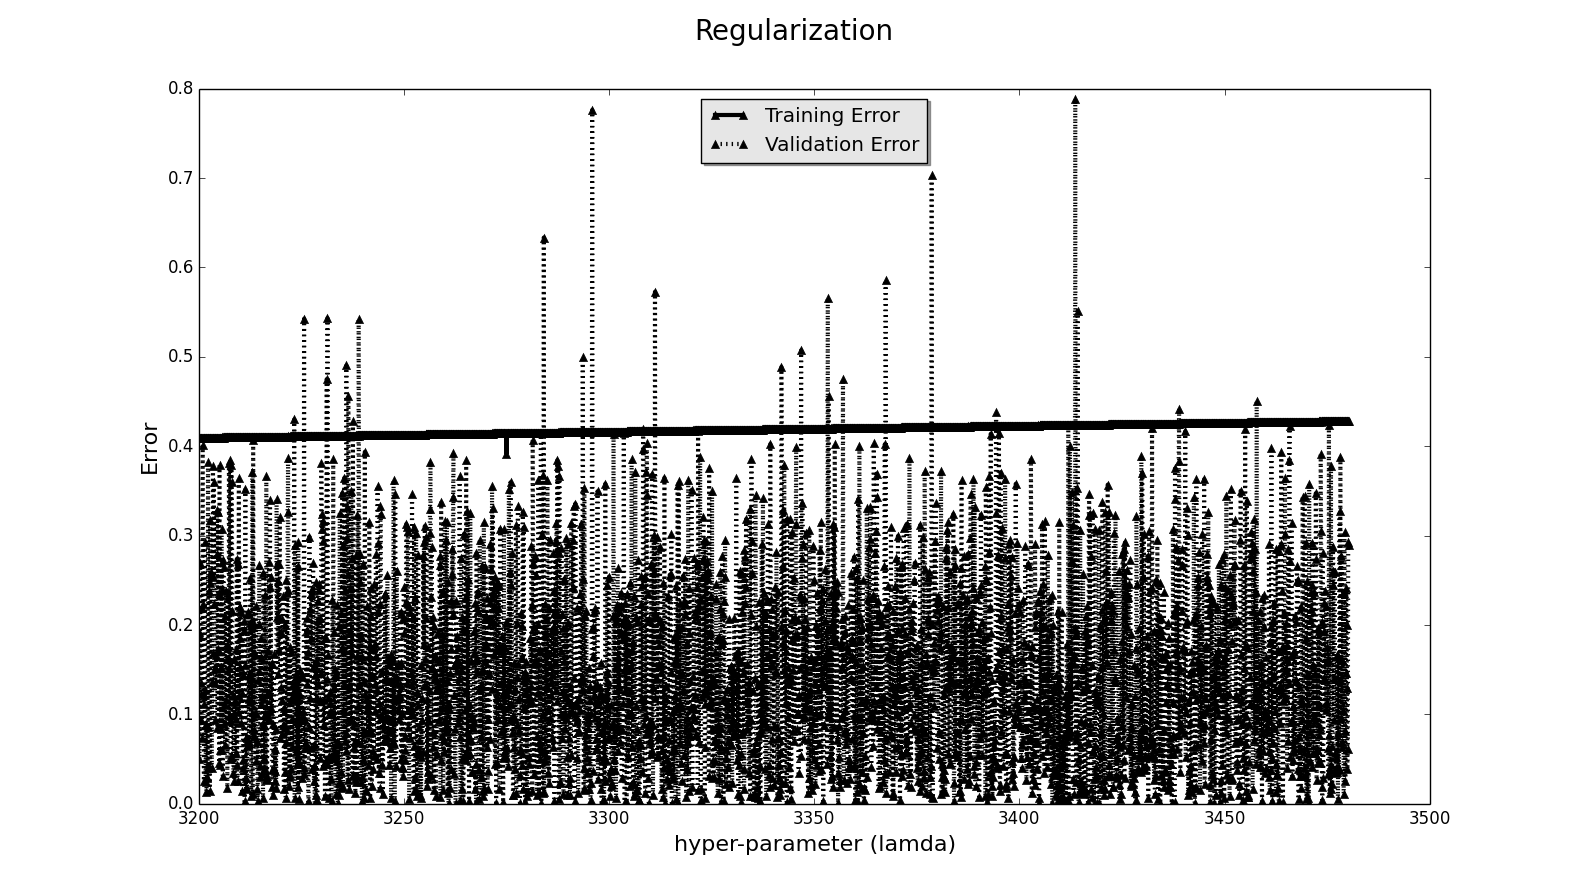 Regularization
0.8
0.7
0.6
0.5
0.4
0.3
0.2
0.1
0.0
Error
Training Error
Validation Error
3200 3250 3300 3350 3400 3450 3500
hyper-parameter (lamda)